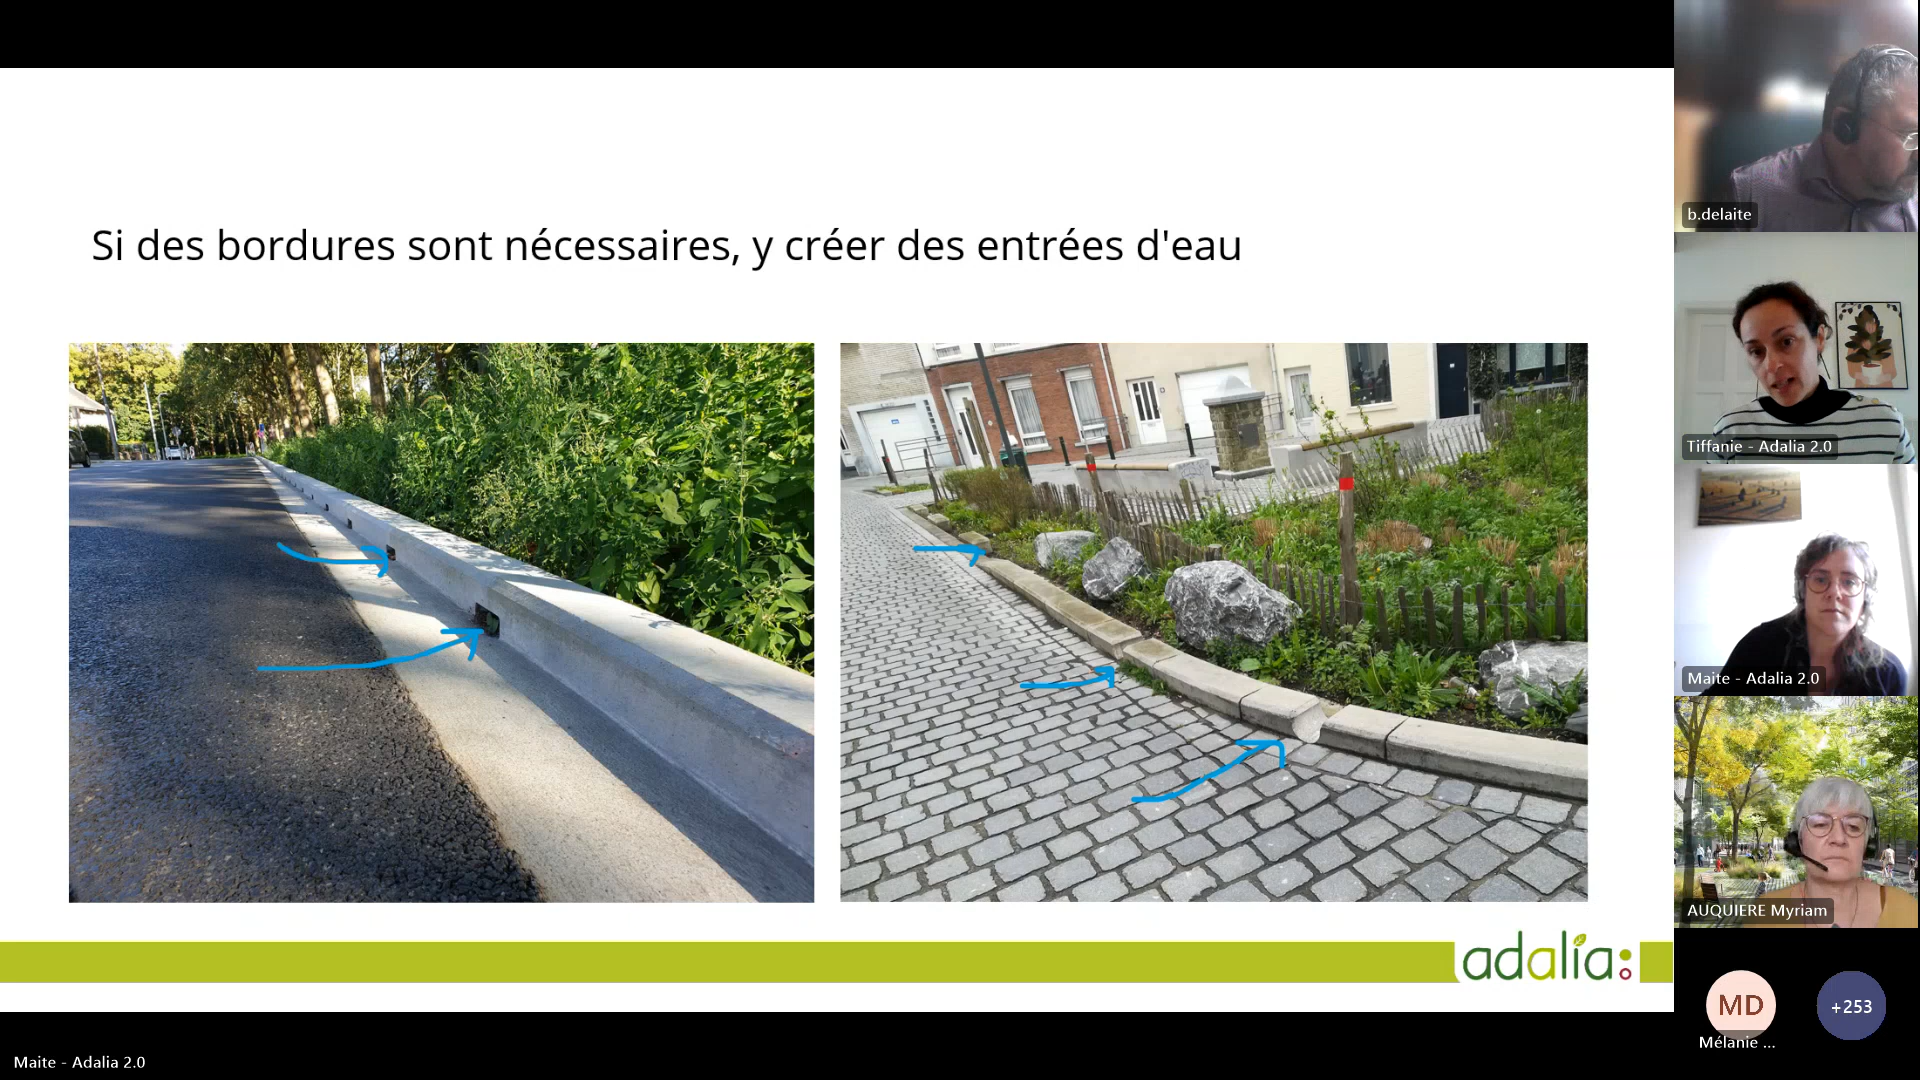 Si des bordures sont nécessaires, y créer des entrées d'eau
adalia:
b.delaite
Tiffanie - Adalia 2.0
Maite - Adalia 2.0
AUQUIERE Myriam
MD
+253
Mélanie ...
Maite - Adalia 2.0